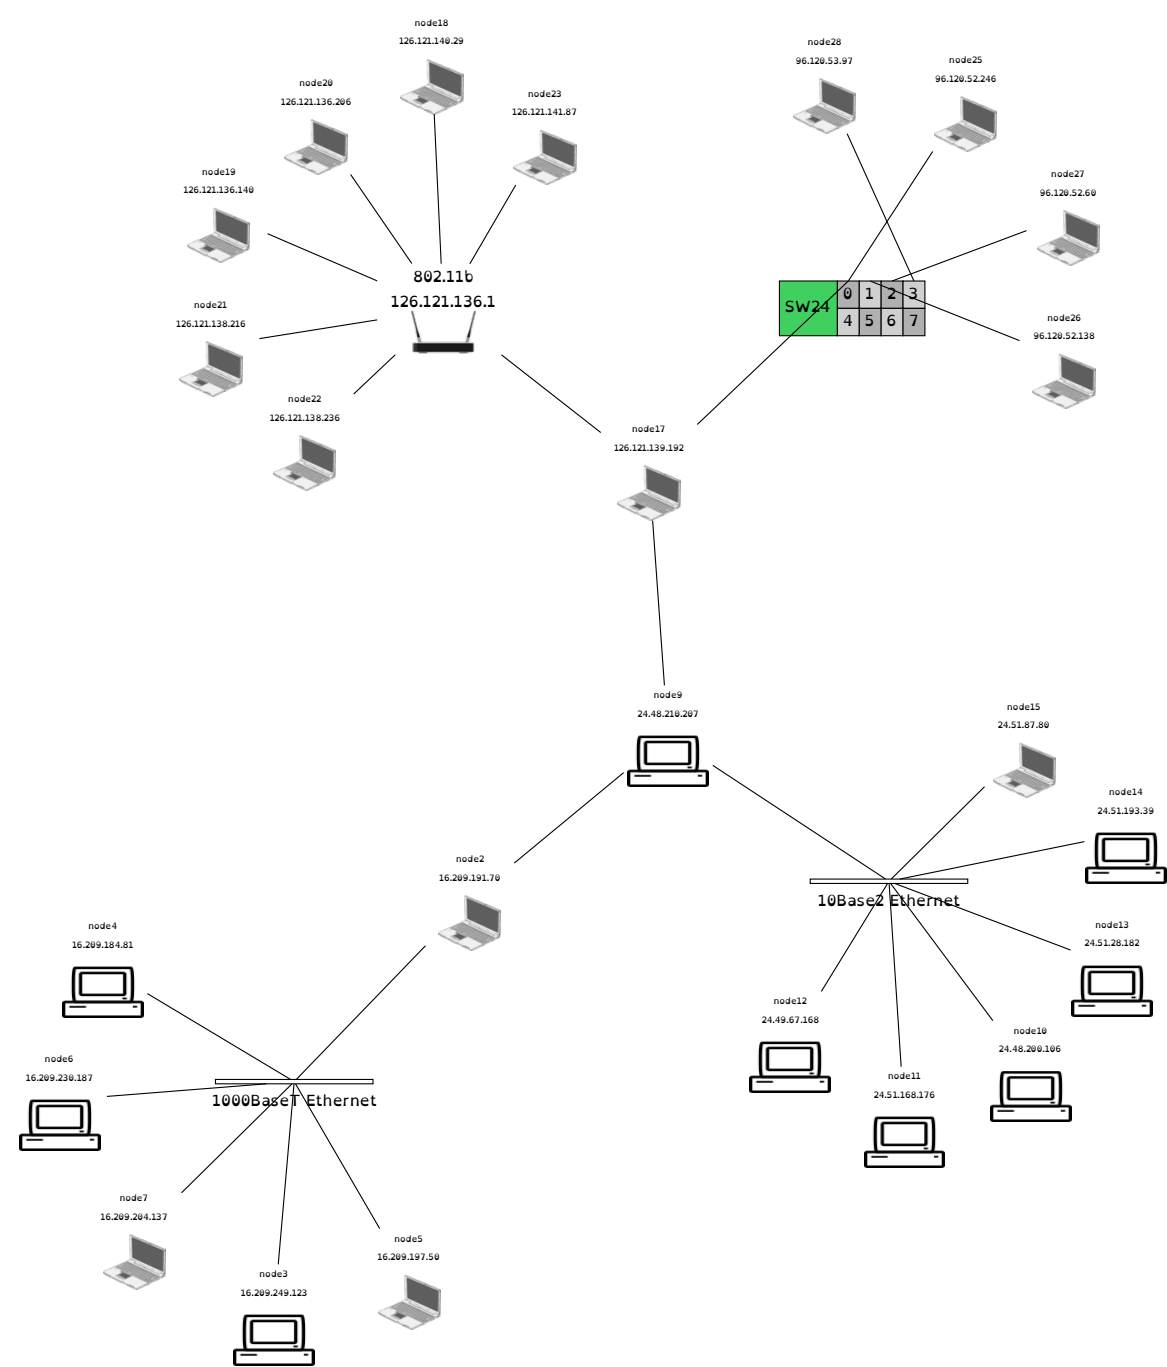 node18
126.121.140.29
node28
96.120.53.97
node25
96.120.52.246
node20
126.121.136.206
node23
126.121.141.87
node19
126.121.136.140
node27
96.120.52.60
802.11b
126.121.136.1
SW24
0 1 2 3
4 5 6 7
node21
126.121.138.216
node26
96.120.52.138
node22
126.121.138.236
node17
126.121.139.192
node9
24.48.210.207
node15
24.51.87.80
node14
24.51.193.39
node2
16.209.191.70
10Base2 Ethernet
node4
16.209.184.81
node13
24.51.28.182
node12
24.49.67.168
node10
24.48.200.106
node6
16.209.230.187
node11
24.51.168.176
1000BaseT Ethernet
node7
16.209.204.137
node5
16.209.197.50
node3
16.209.249.123